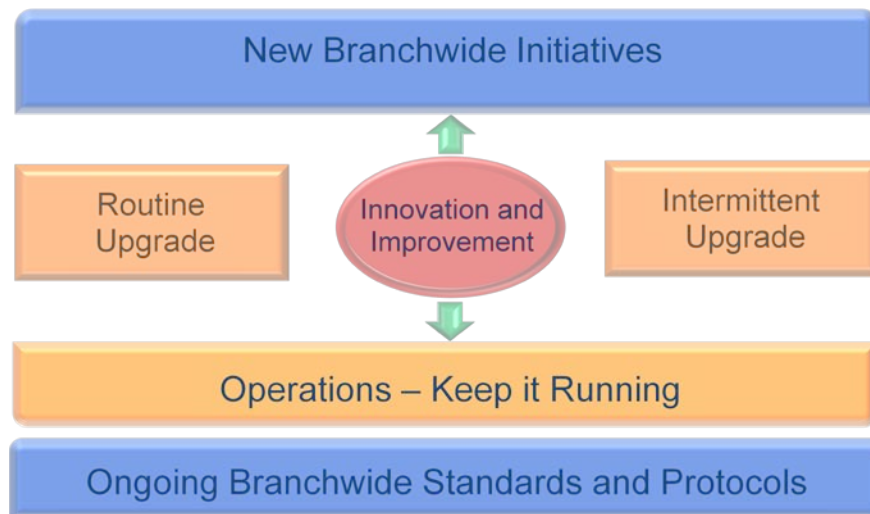 New Branchwide Initiatives
Routine
Upgrade
Innovation and
Improvement
Intermittent
Upgrade
Operations – Keep it Running
Ongoing Branchwide Standards and Protocols